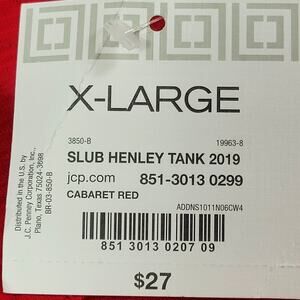 X-LARGE
3850-B 19963-8
SLUB HENLEY TANK 2019
jcp.com 851-3013 0299
CABARET RED
ADDNS1011N06CW4
851 3013 0207 09
$27
Distributed in the U.S. by
J.C. Penney Corporation, Inc.,
Plano, Texas 75024-3698
BR-03-850-B